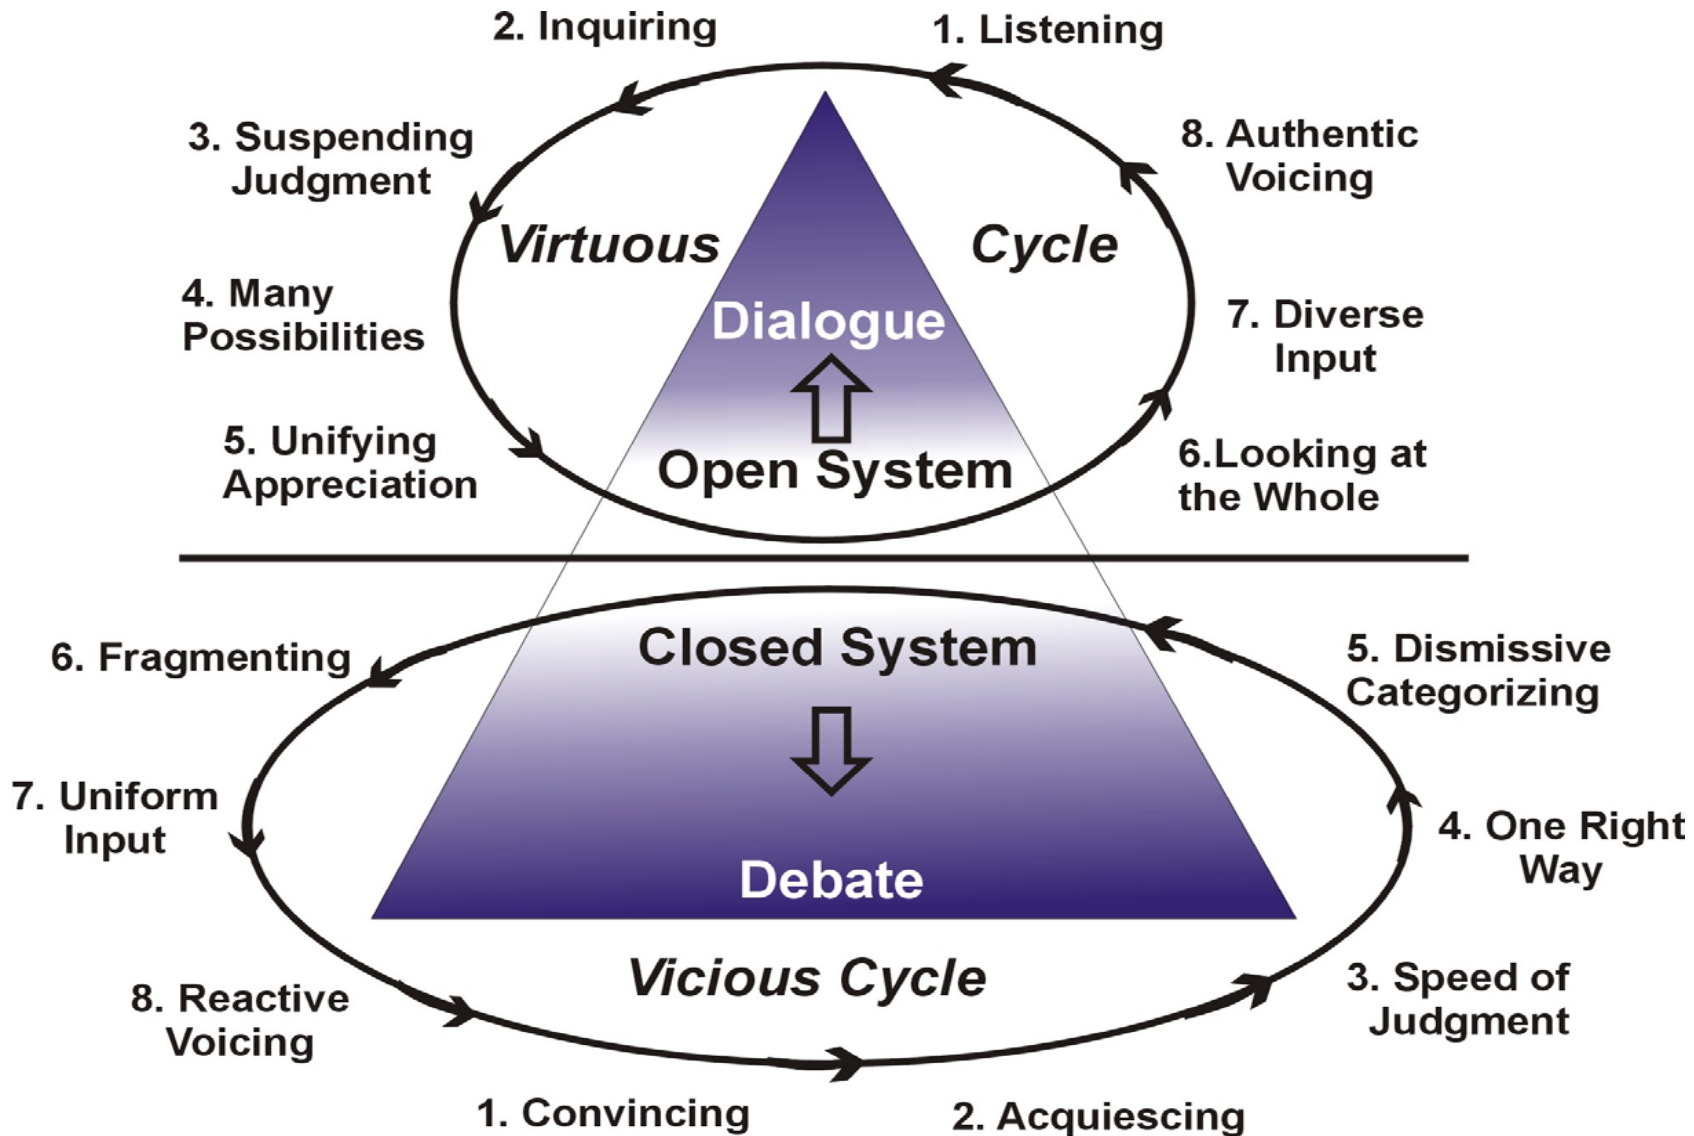 2. Inquiring
1. Listening
3. Suspending
Judgment
8. Authentic
Voicing
Virtuous
Cycle
4. Many
Possibilities
Dialogue
7. Diverse
Input
5. Unifying
Appreciation
Open System
6.Looking at
the Whole
Closed System
6. Fragmenting
5. Dismissive
Categorizing
7. Uniform
Input
4. One Right
Way
Debate
Vicious Cycle
8. Reactive
Voicing
3. Speed of
Judgment
1. Convincing
2. Acquiescing